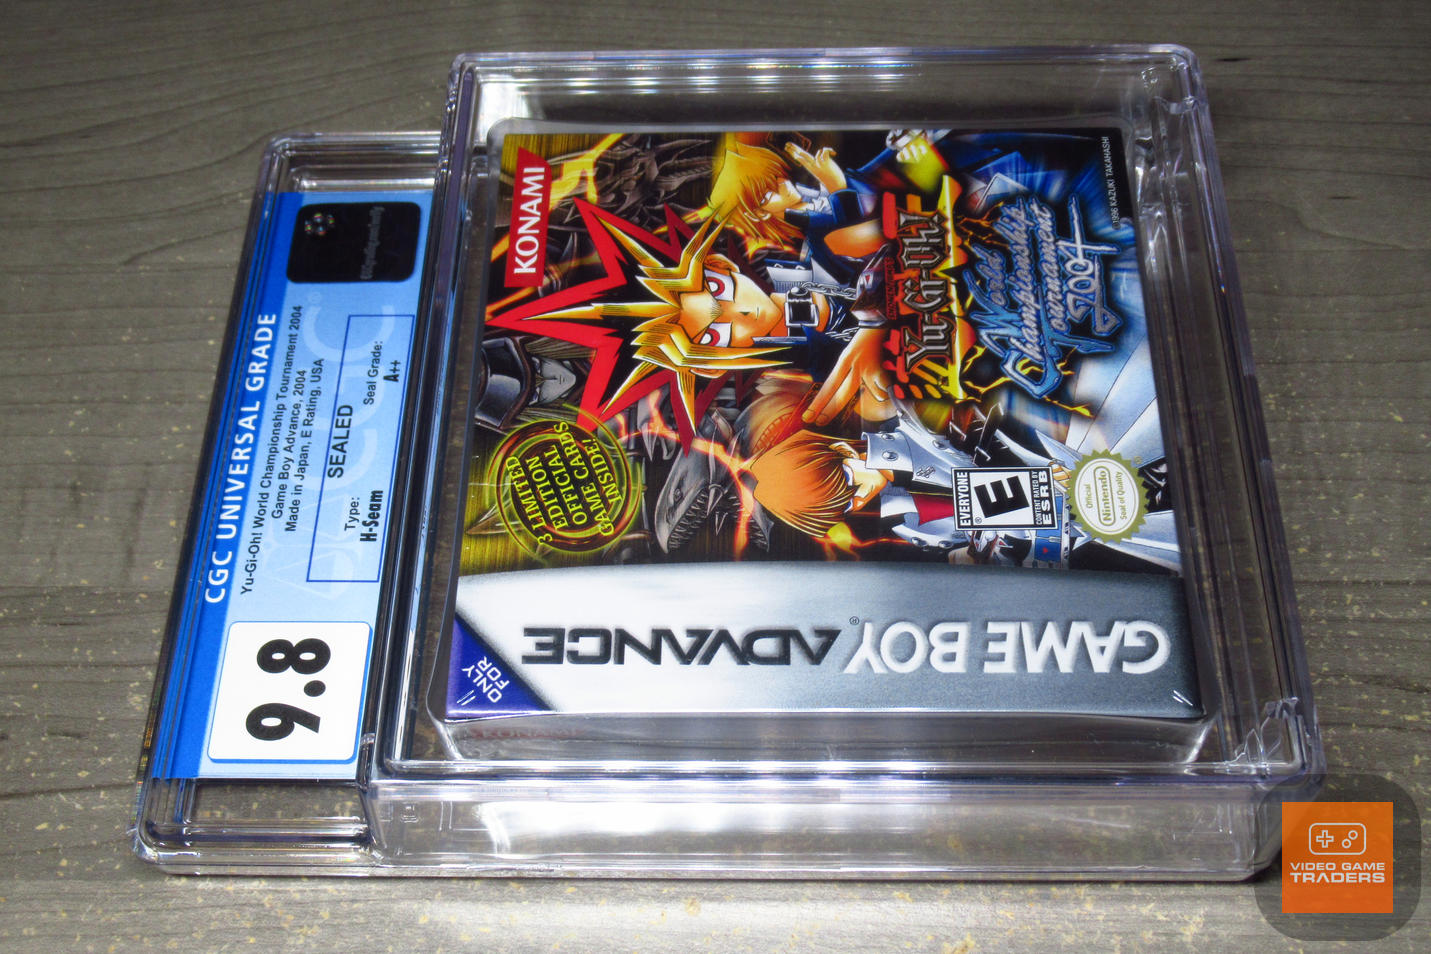 CGC UNIVERSAL GRADE
Yu-Gi-Oh! World Championship Tournament 2004
Game Boy Advance, 2004
Made in Japan, E Rating, USA
SEALED
Type:
H-Seam
Seal Grade:
A++
9.8
KONAMI
©1996 KAZUKI TAKAHASHI
Yu-Gi-Oh!
World
Championship
Tournament
2004
3 LIMITED
EDITION
OFFICIAL
GAME CARDS
INSIDE!
EVERYONE
E
®
CONTENT RATED BY
ESRB
Official
Nintendo
Seal of Quality
ONLY
FOR
GAME BOY ADVANCE
®
VIDEO GAME
TRADERS